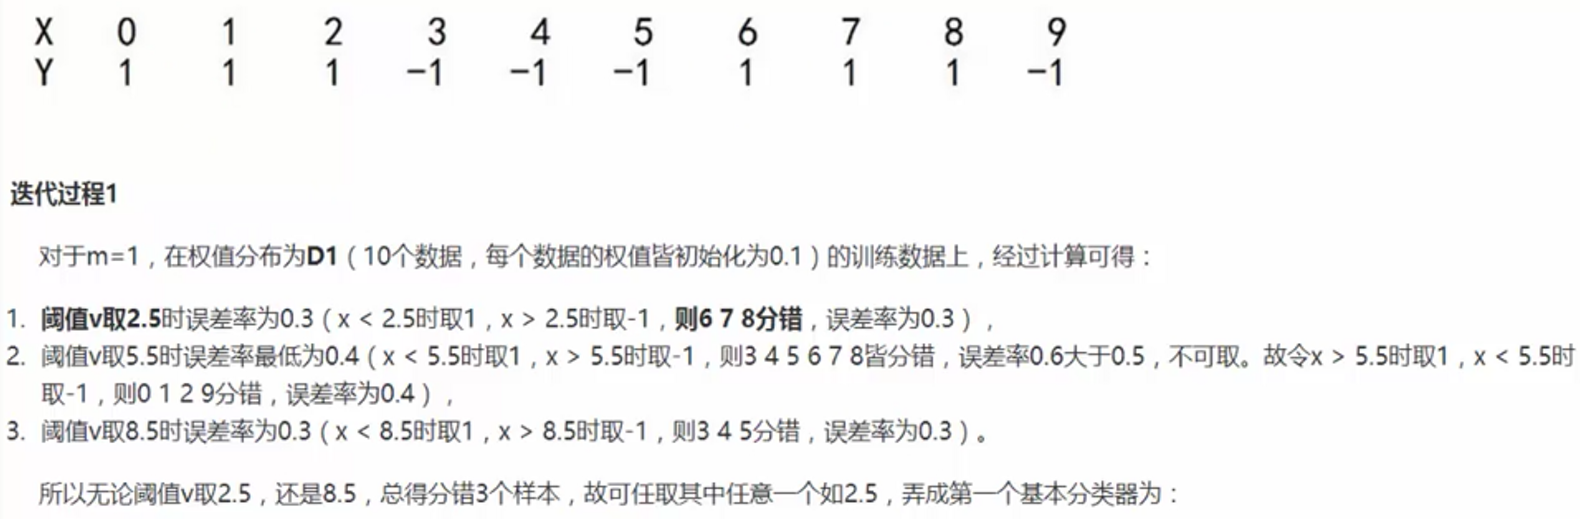 X 0 1 2 3 4 5 6 7 8 9
Y 1 1 1 -1 -1 -1 1 1 1 -1
迭代过程1
对于m=1，在权值分布为D1（10个数据，每个数据的权值皆初始化为0.1）的训练数据上，经过计算可得：
1. 阈值v取2.5时误差率为0.3（x < 2.5时取1，x > 2.5时取-1，则6 7 8分错，误差率为0.3），
2. 阈值v取5.5时误差率最低为0.4（x < 5.5时取1，x > 5.5时取-1，则3 4 5 6 7 8皆分错，误差率0.6大于0.5，不可取。故令x > 5.5时取1，x < 5.5时
取-1，则0 1 2 9分错，误差率为0.4），
3. 阈值v取8.5时误差率为0.3（x < 8.5时取1，x > 8.5时取-1，则3 4 5分错，误差率为0.3）。
所以无论阈值v取2.5，还是8.5，总得分错3个样本，故可任取其中任意一个如2.5，弄成第一个基本分类器为：